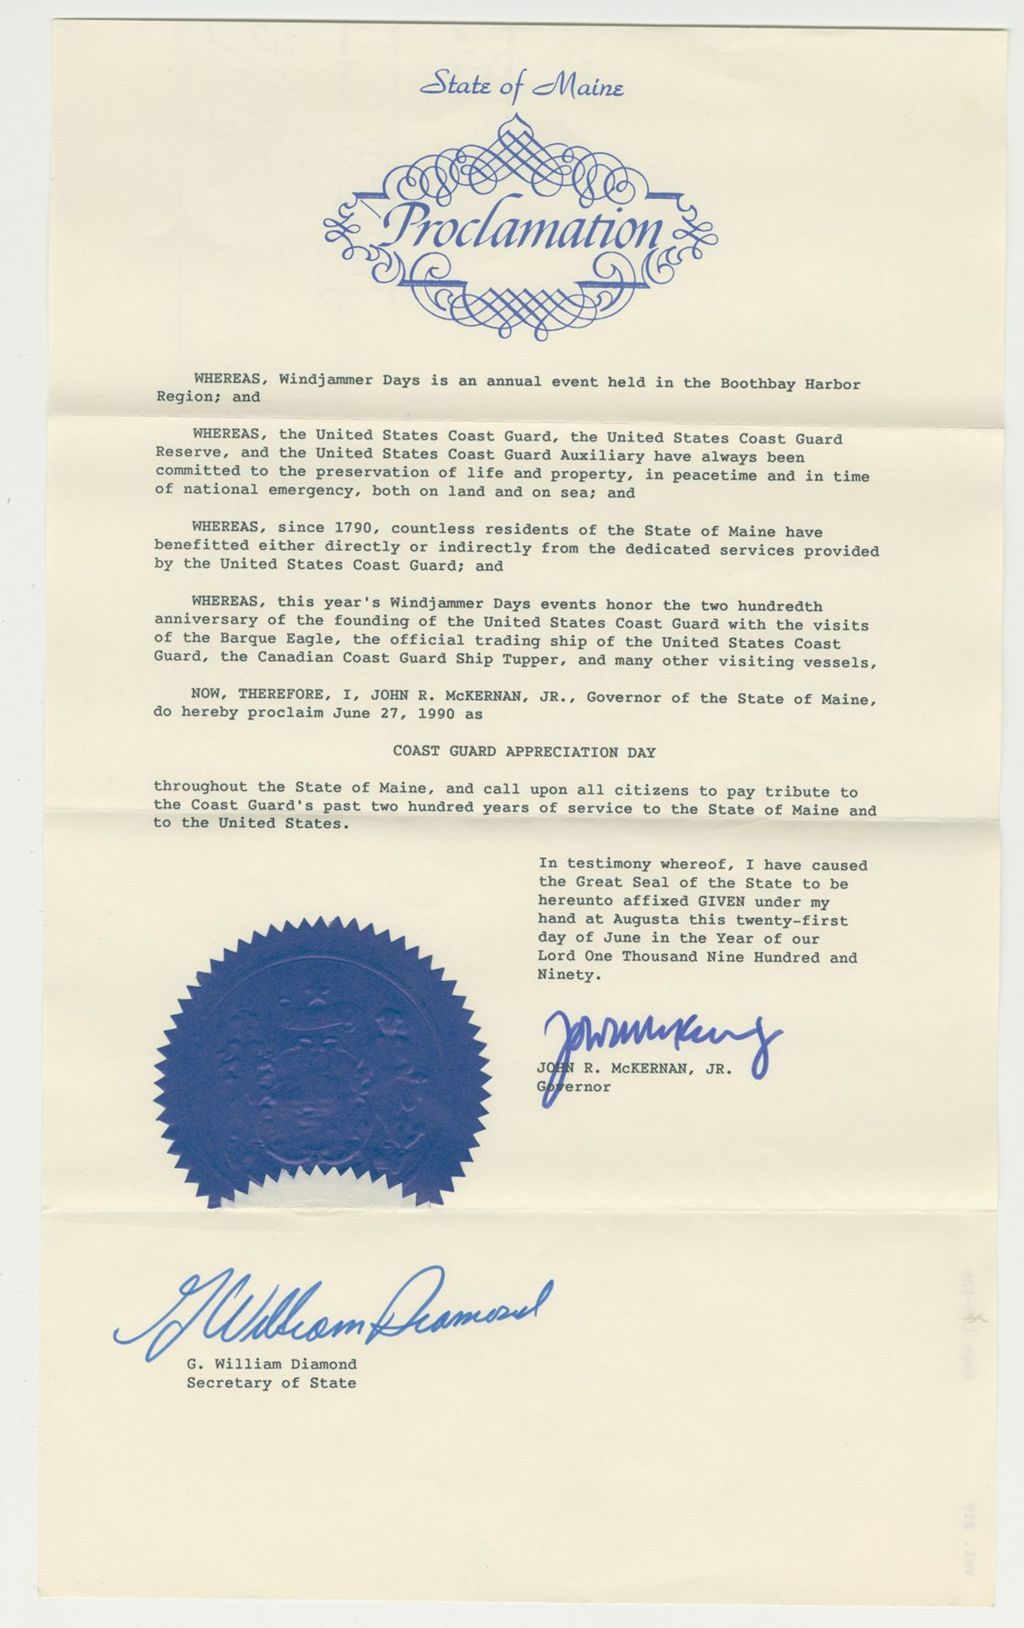 State of Maine
Proclamation
WHEREAS, Windjammer Days is an annual event held in the Boothbay Harbor
Region; and
WHEREAS, the United States Coast Guard, the United States Coast Guard
Reserve, and the United States Coast Guard Auxiliary have always been
committed to the preservation of life and property, in peacetime and in time
of national emergency, both on land and on sea; and
WHEREAS, since 1790, countless residents of the State of Maine have
benefitted either directly or indirectly from the dedicated services provided
by the United States Coast Guard; and
WHEREAS, this year's Windjammer Days events honor the two hundredth
anniversary of the founding of the United States Coast Guard with the visits
of the Barque Eagle, the official trading ship of the United States Coast
Guard, the Canadian Coast Guard Ship Tupper, and many other visiting vessels,
NOW, THEREFORE, I, JOHN R. McKERNAN, JR., Governor of the State of Maine,
do hereby proclaim June 27, 1990 as
COAST GUARD APPRECIATION DAY
throughout the State of Maine, and call upon all citizens to pay tribute to
the Coast Guard's past two hundred years of service to the State of Maine and
to the United States.
In testimony whereof, I have caused
the Great Seal of the State to be
hereunto affixed GIVEN under my
hand at Augusta this twenty-first
day of June in the Year of our
Lord One Thousand Nine Hundred and
Ninety.
John McKernan
JOHN R. McKERNAN, JR.
Governor
G William Diamond
G. William Diamond
Secretary of State
Vol. 819